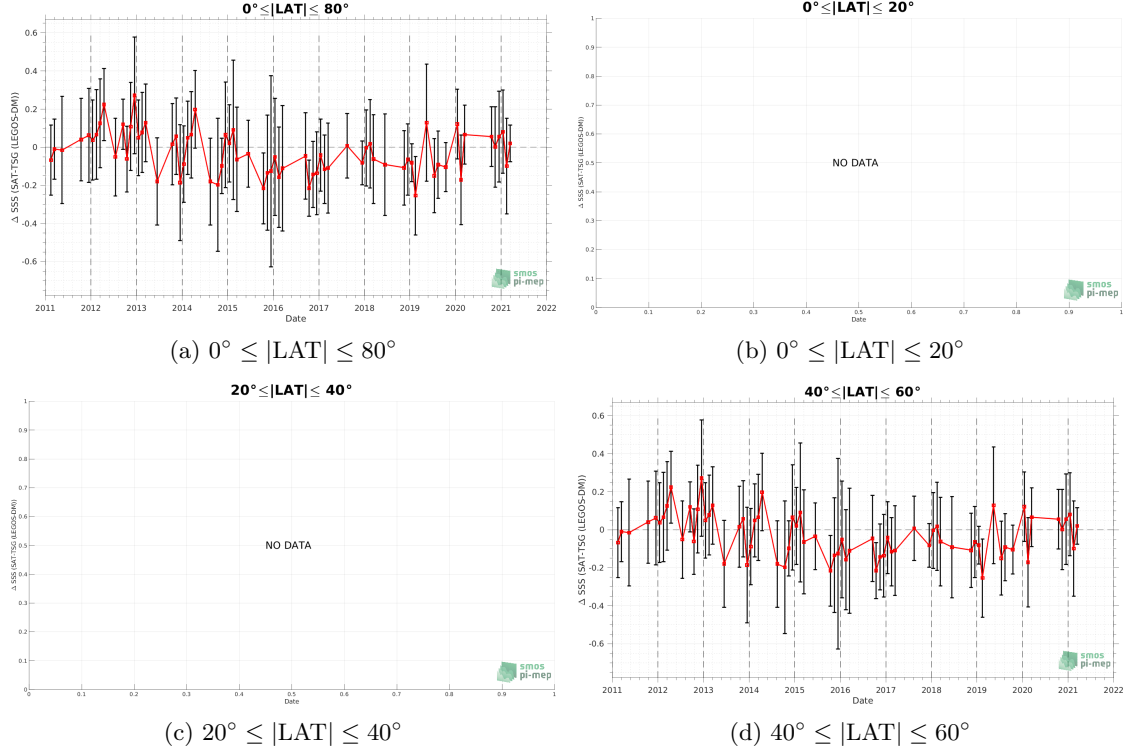 0°≤|LAT|≤ 80°
Δ SSS (SAT-TSG (LEGOS-DM))
0.6
0.4
0.2
0
-0.2
-0.4
-0.6
2011 2012 2013 2014 2015 2016 2017 2018 2019 2020 2021 2022
Date
smos
pi-mep
(a) 0° ≤ |LAT| ≤ 80°
0°≤|LAT|≤ 20°
Δ SSS (SAT-TSG (LEGOS-DM))
1
0.9
0.8
0.7
0.6
0.5
0.4
0.3
0.2
0.1
0
NO DATA
0 0.1 0.2 0.3 0.4 0.5 0.6 0.7 0.8 0.9 1
Date
smos
pi-mep
(b) 0° ≤ |LAT| ≤ 20°
20°≤|LAT|≤ 40°
Δ SSS (SAT-TSG (LEGOS-DM))
1
0.9
0.8
0.7
0.6
0.5
0.4
0.3
0.2
0.1
0
NO DATA
0 0.1 0.2 0.3 0.4 0.5 0.6 0.7 0.8 0.9 1
Date
smos
pi-mep
(c) 20° ≤ |LAT| ≤ 40°
40°≤|LAT|≤ 60°
Δ SSS (SAT-TSG (LEGOS-DM))
0.6
0.4
0.2
0
-0.2
-0.4
-0.6
2011 2012 2013 2014 2015 2016 2017 2018 2019 2020 2021 2022
Date
smos
pi-mep
(d) 40° ≤ |LAT| ≤ 60°